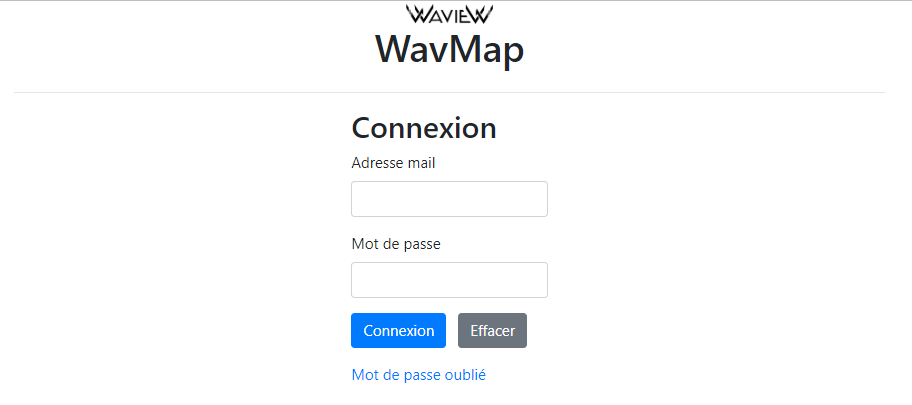 WAVIEW
WavMap
Connexion
Adresse mail
Mot de passe
Connexion
Effacer
Mot de passe oublié